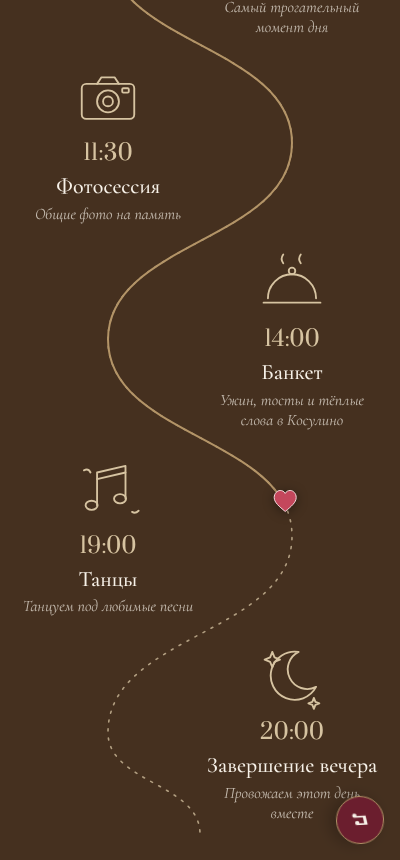 Самый трогательный
момент дня
11:30
Фотосессия
Общие фото на память
14:00
Банкет
Ужин, тосты и тёплые
слова в Косулино
19:00
Танцы
Танцуем под любимые песни
20:00
Завершение вечера
Провожаем этот день
вместе